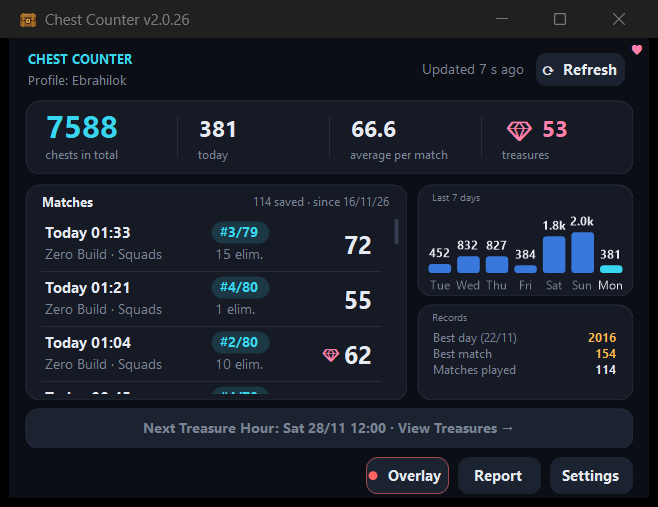 Chest Counter v2.0.26
CHEST COUNTER
Profile: Ebrahilok
Updated 7 s ago
⟳ Refresh
7588
chests in total
381
today
66.6
average per match
53
treasures
Matches
114 saved · since 16/11/26
Today 01:33
#3/79
72
Zero Build · Squads
15 elim.
Today 01:21
#4/80
55
Zero Build · Squads
1 elim.
Today 01:04
#2/80
62
Zero Build · Squads
10 elim.
Last 7 days
452 832 827 384 1.8k 2.0k 381
Tue Wed Thu Fri Sat Sun Mon
Records
Best day (22/11) 2016
Best match 154
Matches played 114
Next Treasure Hour: Sat 28/11 12:00 · View Treasures →
Overlay
Report
Settings